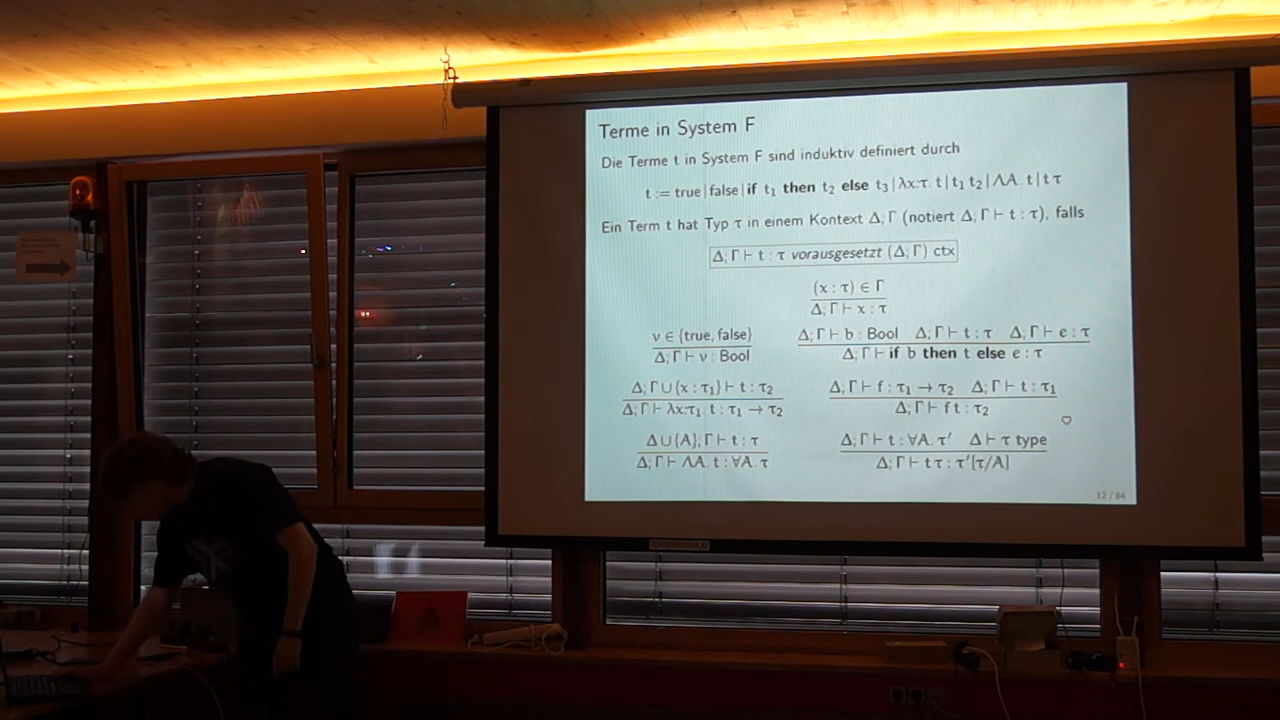 Terme in System F
Die Terme t in System F sind induktiv definiert durch
t := true | false | if t₁ then t₂ else t₃ | λx:τ. t | t₁ t₂ | ΛA. t | t τ
Ein Term t hat Typ τ in einem Kontext Δ; Γ (notiert Δ; Γ ⊢ t : τ), falls
Δ; Γ ⊢ t : τ vorausgesetzt (Δ; Γ) ctx
(x : τ) ∈ Γ
Δ; Γ ⊢ x : τ
v ∈ {true, false}
Δ; Γ ⊢ v : Bool
Δ; Γ ⊢ b : Bool Δ; Γ ⊢ t : τ Δ; Γ ⊢ e : τ
Δ; Γ ⊢ if b then t else e : τ
Δ; Γ ∪ {x : τ₁} ⊢ t : τ₂
Δ; Γ ⊢ λx:τ₁. t : τ₁ → τ₂
Δ; Γ ⊢ f : τ₁ → τ₂ Δ; Γ ⊢ t : τ₁
Δ; Γ ⊢ f t : τ₂
Δ ∪ {A}; Γ ⊢ t : τ
Δ; Γ ⊢ ΛA. t : ∀A. τ
Δ; Γ ⊢ t : ∀A. τ′ Δ ⊢ τ type
Δ; Γ ⊢ t τ : τ′[τ/A]
12 / 84